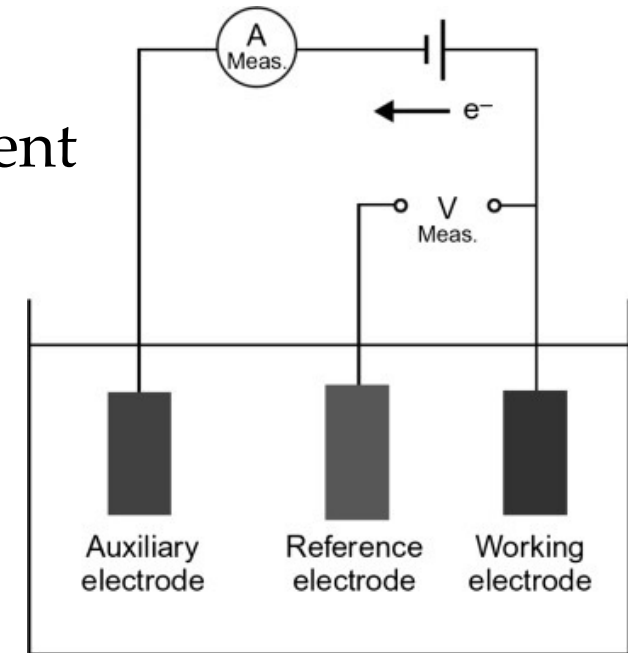 A
Meas.
e⁻
ent
V
Meas.
Auxiliary
electrode
Reference
electrode
Working
electrode